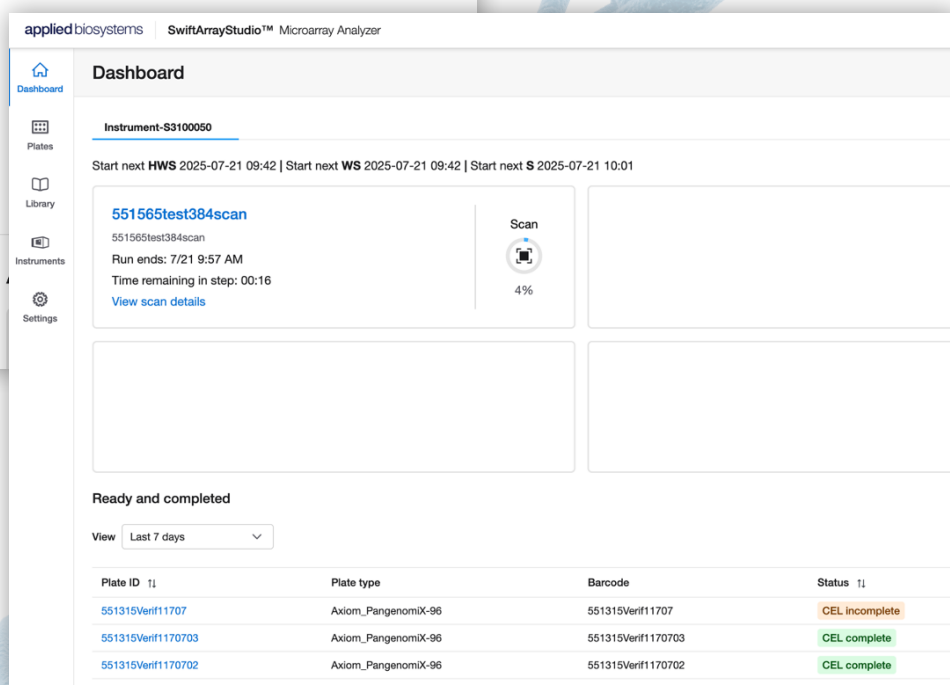 applied biosystems SwiftArrayStudio™ Microarray Analyzer
Dashboard
Plates
Library
Instruments
Settings
Dashboard
Instrument-S3100050
Start next HWS 2025-07-21 09:42 | Start next WS 2025-07-21 09:42 | Start next S 2025-07-21 10:01
551565test384scan
551565test384scan
Run ends: 7/21 9:57 AM
Time remaining in step: 00:16
View scan details
Scan
4%
Ready and completed
View Last 7 days
Plate ID Plate type Barcode Status
551315Verif11707 Axiom_PangenomiX-96 551315Verif11707 CEL incomplete
551315Verif1170703 Axiom_PangenomiX-96 551315Verif1170703 CEL complete
551315Verif1170702 Axiom_PangenomiX-96 551315Verif1170702 CEL complete